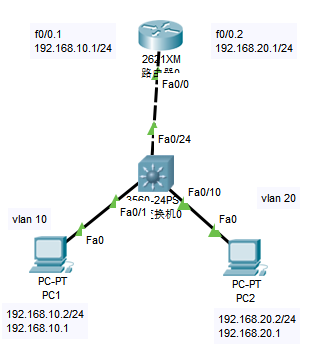 f0/0.1
192.168.10.1/24
f0/0.2
192.168.20.1/24
2621XM
路由器0
Fa0/0
Fa0/24
3560-24PS
交换机0
Fa0/1
Fa0/10
vlan 10
vlan 20
Fa0
Fa0
PC-PT
PC1
PC-PT
PC2
192.168.10.2/24
192.168.10.1
192.168.20.2/24
192.168.20.1